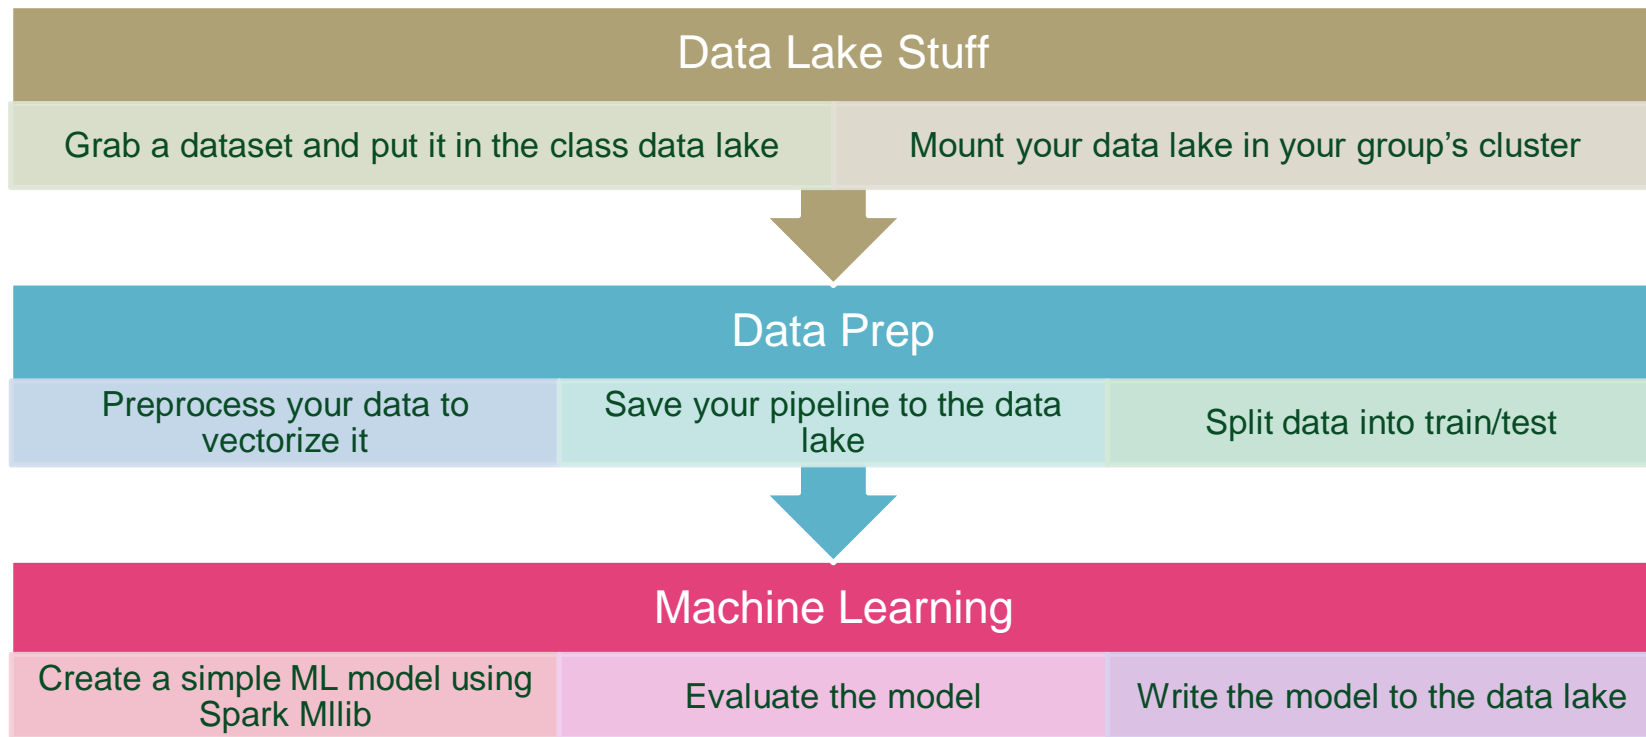 Data Lake Stuff
Grab a dataset and put it in the class data lake
Mount your data lake in your group’s cluster
Data Prep
Preprocess your data to
vectorize it
Save your pipeline to the data
lake
Split data into train/test
Machine Learning
Create a simple ML model using
Spark Mllib
Evaluate the model
Write the model to the data lake